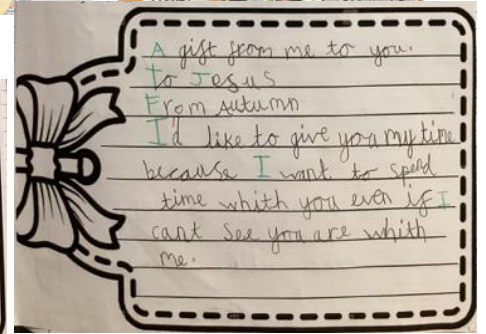 A gift from me to you.
To Jesus
From Autumn
I'd like to give you my time
because I want to spend
time whith you even if I
cant see you are whith
me.